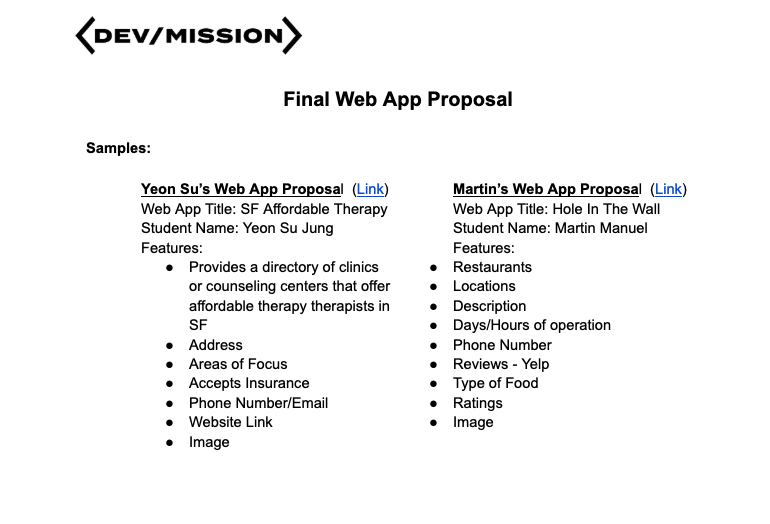 DEV/MISSION
Final Web App Proposal
Samples:
Yeon Su's Web App Proposal (Link)
Web App Title: SF Affordable Therapy
Student Name: Yeon Su Jung
Features:
● Provides a directory of clinics
or counseling centers that offer
affordable therapy therapists in
SF
● Address
● Areas of Focus
● Accepts Insurance
● Phone Number/Email
● Website Link
● Image
Martin's Web App Proposal (Link)
Web App Title: Hole In The Wall
Student Name: Martin Manuel
Features:
● Restaurants
● Locations
● Description
● Days/Hours of operation
● Phone Number
● Reviews - Yelp
● Type of Food
● Ratings
● Image